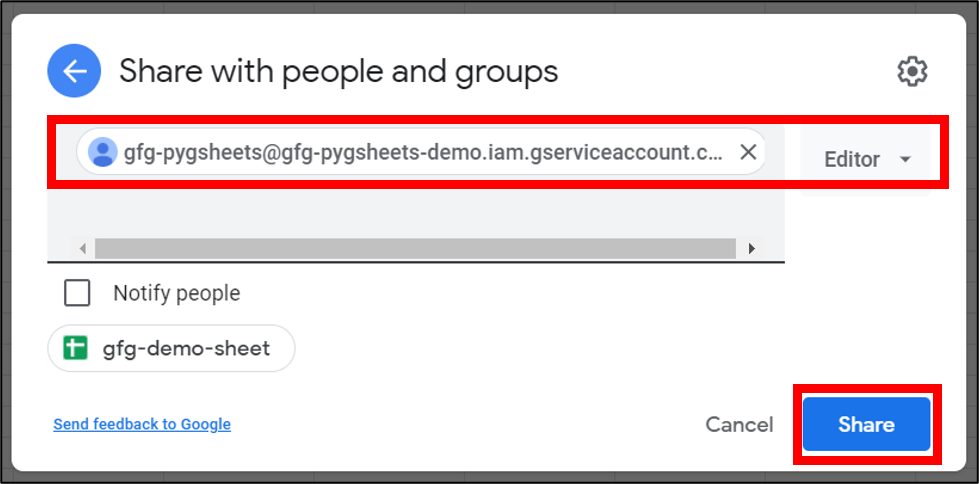 Share with people and groups
gfg-pygsheets@gfg-pygsheets-demo.iam.gserviceaccount.c...
Editor
Notify people
gfg-demo-sheet
Send feedback to Google
Cancel
Share